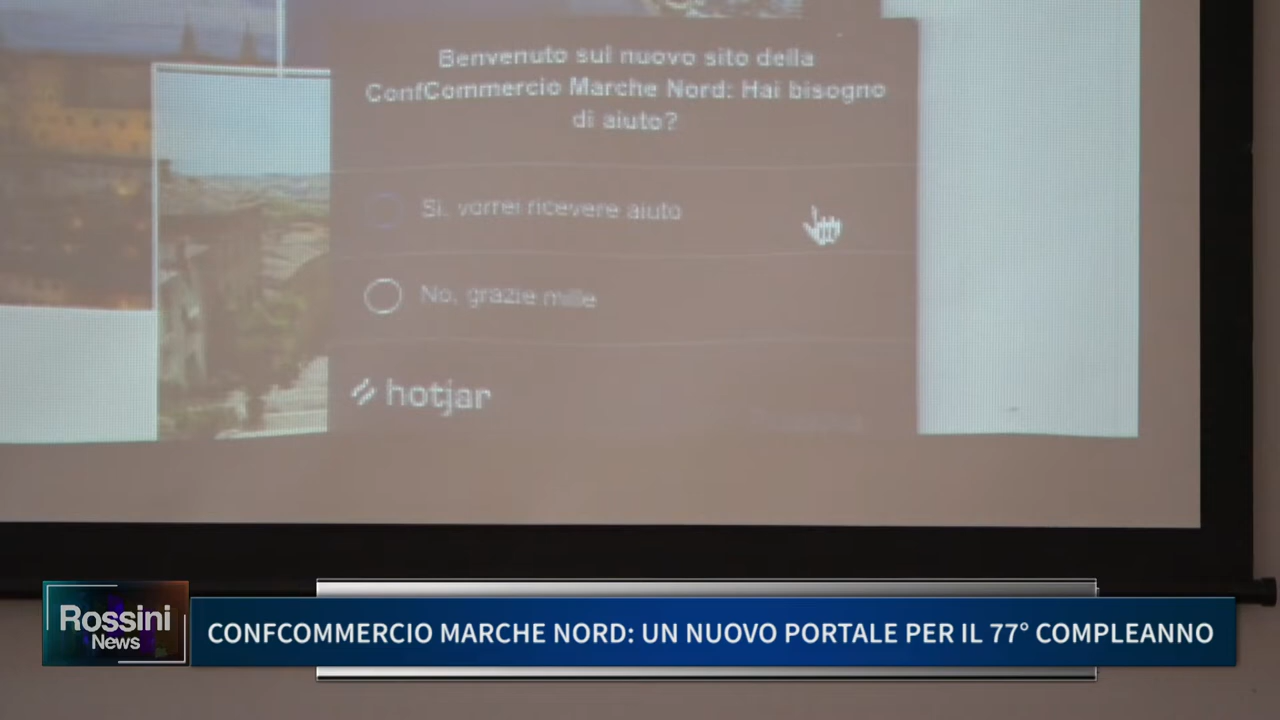 Benvenuto sul nuovo sito della
ConfCommercio Marche Nord: Hai bisogno
di aiuto?
Si, vorrei ricevere aiuto
No, grazie mille
hotjar
Rossini
News
CONFCOMMERCIO MARCHE NORD: UN NUOVO PORTALE PER IL 77° COMPLEANNO